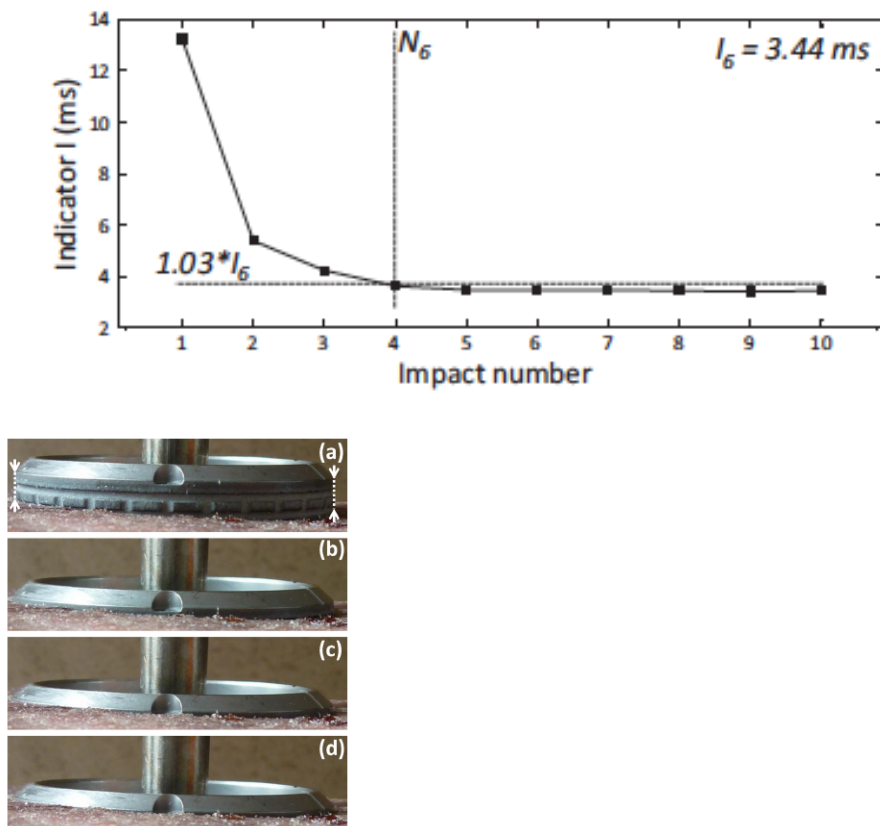 14
12
10
8
6
4
2
Indicator I (ms)
N6
I6 = 3.44 ms
1.03*I6
1 2 3 4 5 6 7 8 9 10
Impact number
(a)
(b)
(c)
(d)